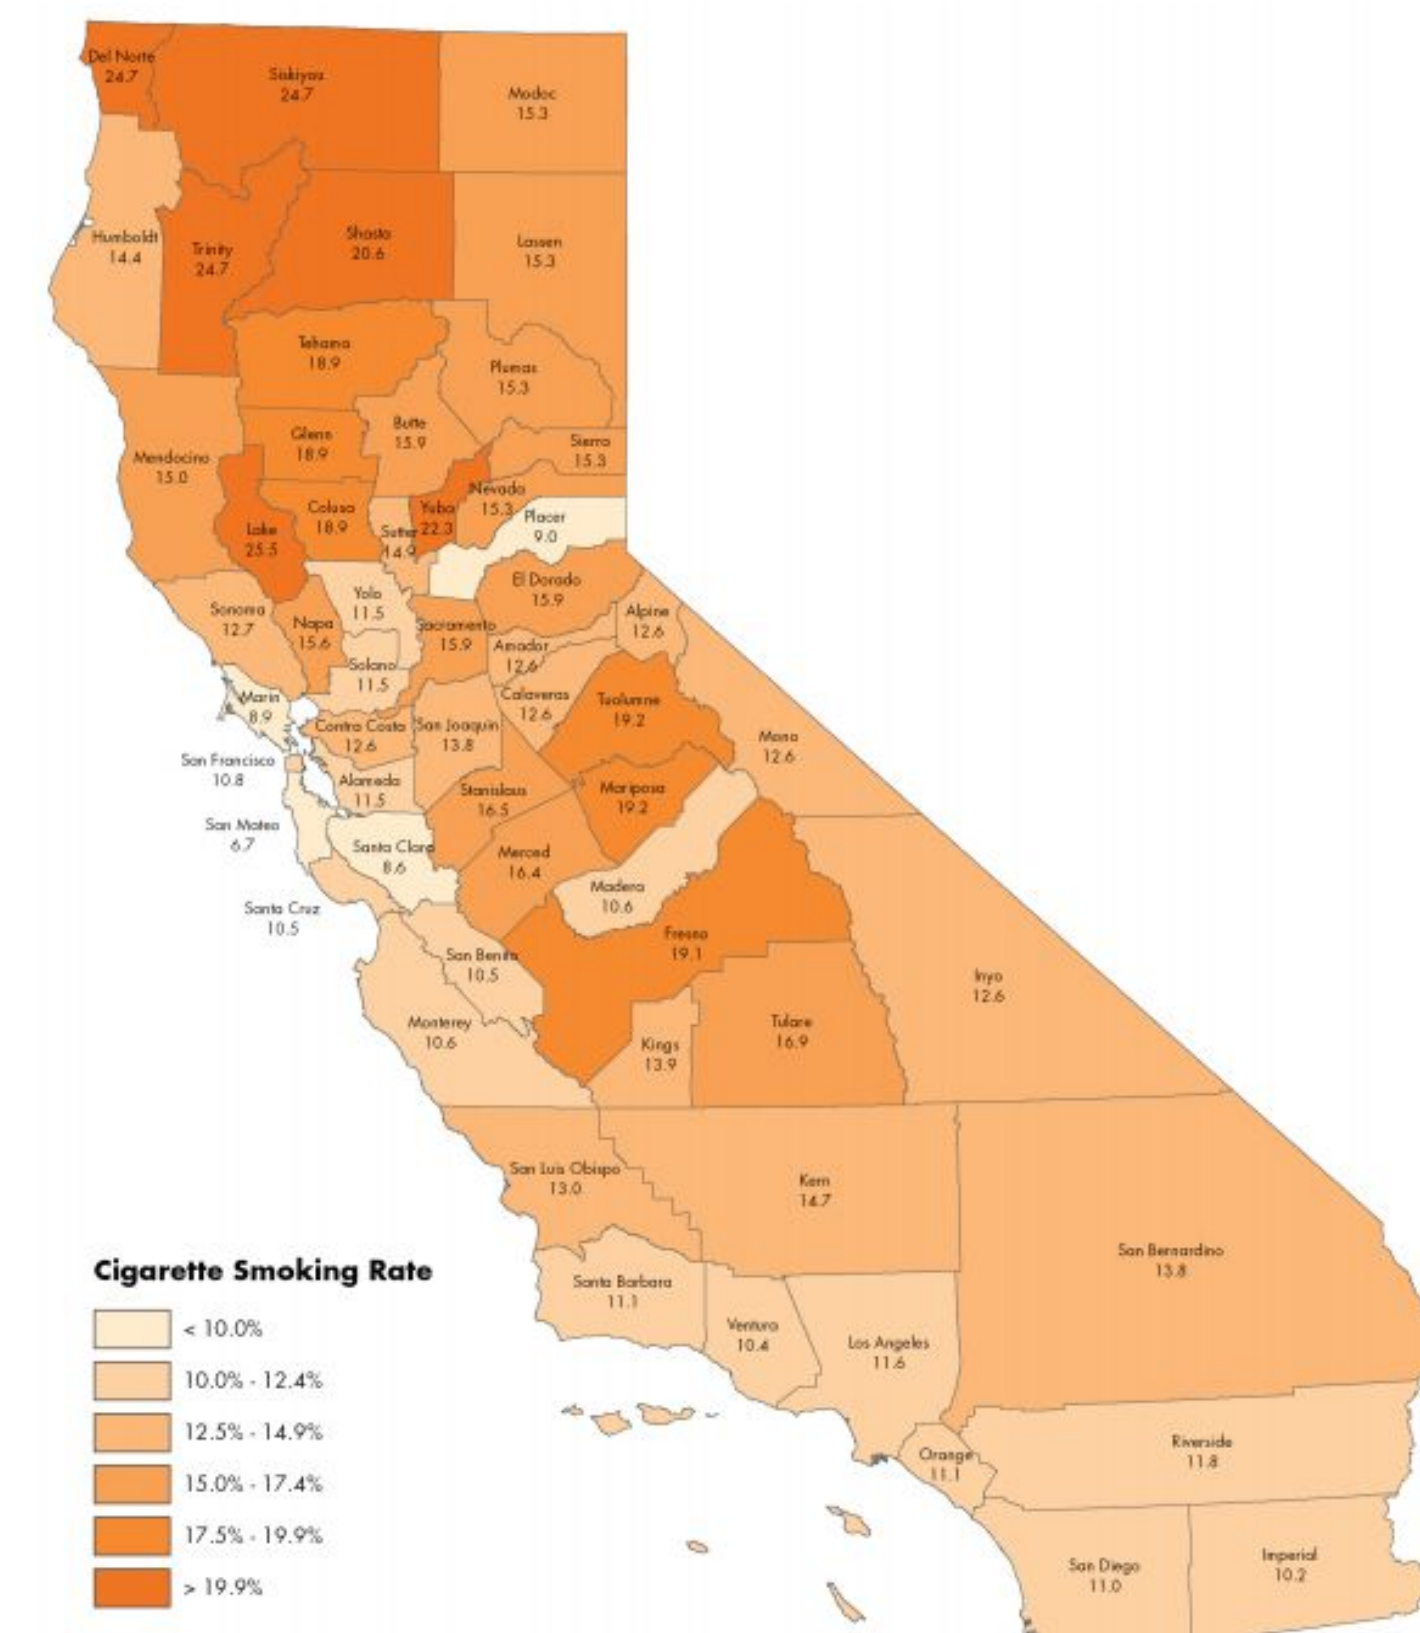 Del Norte
24.7
Siskiyou
24.7
Modoc
15.3
Humboldt
14.4
Trinity
24.7
Shasta
20.6
Lassen
15.3
Tehama
18.9
Plumas
15.3
Mendocino
15.0
Glenn
18.9
Butte
15.9
Sierra
15.3
Lake
25.5
Colusa
18.9
Sutter
14.9
Yuba
22.3
Nevada
15.3
Placer
9.0
Sonoma
12.7
Napa
15.6
Yolo
11.5
El Dorado
15.9
Sacramento
15.9
Amador
12.6
Alpine
12.6
Solano
11.5
Marin
8.9
Contra Costa
12.6
San Joaquin
13.8
Calaveras
12.6
Tuolumne
19.2
Mono
12.6
San Francisco
10.8
Alameda
11.5
Stanislaus
16.5
Mariposa
19.2
San Mateo
6.7
Santa Clara
8.6
Merced
16.4
Madera
10.6
Santa Cruz
10.5
San Benito
10.5
Fresno
19.1
Inyo
12.6
Monterey
10.6
Kings
13.9
Tulare
16.9
San Luis Obispo
13.0
Kern
14.7
San Bernardino
13.8
Santa Barbara
11.1
Ventura
10.4
Los Angeles
11.6
Orange
11.1
Riverside
11.8
San Diego
11.0
Imperial
10.2
Cigarette Smoking Rate
< 10.0%
10.0% - 12.4%
12.5% - 14.9%
15.0% - 17.4%
17.5% - 19.9%
> 19.9%